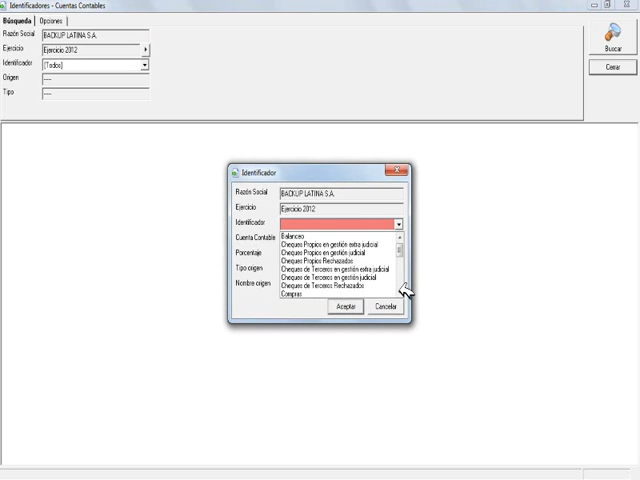 Identificadores - Cuentas Contables
Búsqueda
Opciones
Razón Social
BACKUP LATINA S.A.
Ejercicio
Ejercicio 2012
Identificador
[Todos]
Origen
----
Tipo
----
Buscar
Cerrar
Identificador
Razón Social
BACKUP LATINA S.A.
Ejercicio
Ejercicio 2012
Identificador
Cuenta Contable
Porcentaje
Tipo origen
Nombre origen
Balanceo
Cheques Propios en gestión extra judicial
Cheques Propios en gestión judicial
Cheques Propios Rechazados
Cheques de Terceros en gestión extra judicial
Cheques de Terceros en gestión judicial
Cheques de Terceros Rechazados
Compras
Aceptar
Cancelar